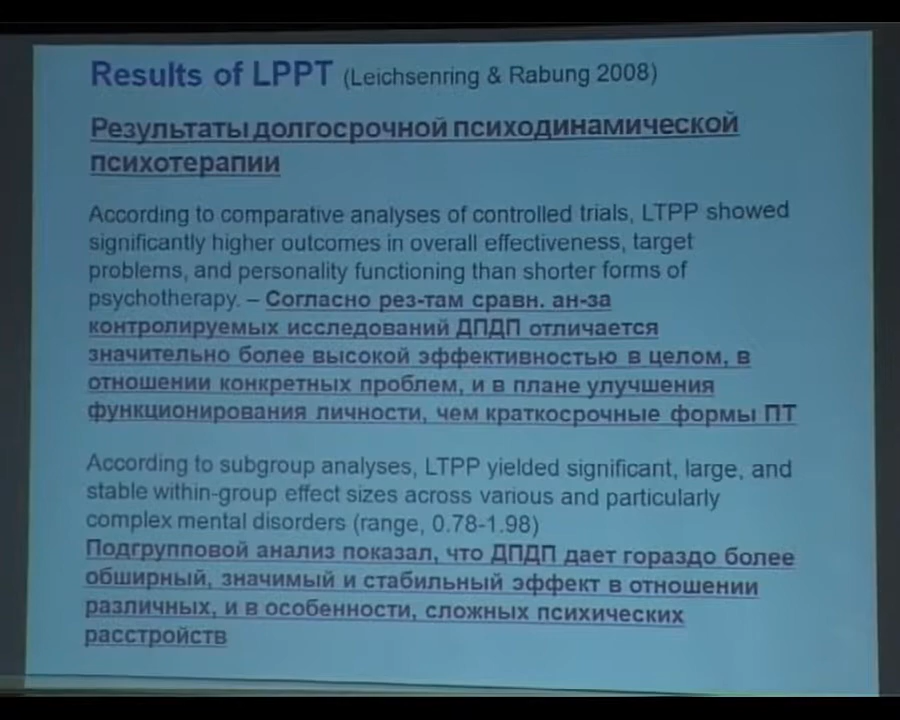 Results of LPPT (Leichsenring & Rabung 2008)
Результаты долгосрочной психодинамической
психотерапии
According to comparative analyses of controlled trials, LTPP showed
significantly higher outcomes in overall effectiveness, target
problems, and personality functioning than shorter forms of
psychotherapy. – Согласно рез-там сравн. ан-за
контролируемых исследований ДПДП отличается
значительно более высокой эффективностью в целом, в
отношении конкретных проблем, и в плане улучшения
функционирования личности, чем краткосрочные формы ПТ
According to subgroup analyses, LTPP yielded significant, large, and
stable within-group effect sizes across various and particularly
complex mental disorders (range, 0.78-1.98)
Подгрупповой анализ показал, что ДПДП дает гораздо более
обширный, значимый и стабильный эффект в отношении
различных, и в особенности, сложных психических
расстройств